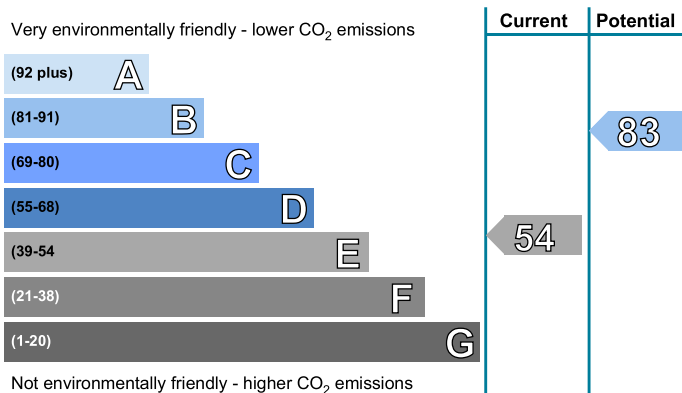 Very environmentally friendly - lower CO2 emissions
Current
Potential
(92 plus) A
(81-91) B
83
(69-80) C
(55-68) D
54
(39-54 E
(21-38) F
(1-20) G
Not environmentally friendly - higher CO2 emissions